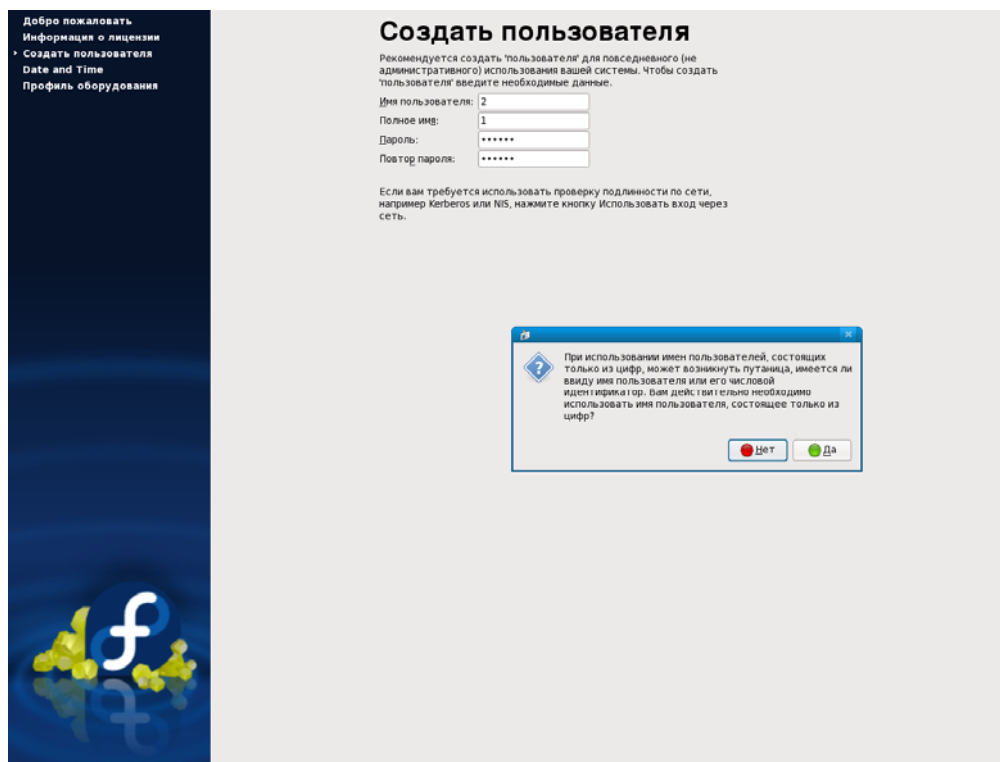 Добро пожаловать
Информация о лицензии
Создать пользователя
Date and Time
Профиль оборудования
Создать пользователя
Рекомендуется создать 'пользователя' для повседневного (не
административного) использования вашей системы. Чтобы создать
'пользователя' введите необходимые данные.
Имя пользователя: 2
Полное имя: 1
Пароль: ••••••
Повтор пароля: ••••••
Если вам требуется использовать проверку подлинности по сети,
например Kerberos или NIS, нажмите кнопку Использовать вход через
сеть.
При использовании имен пользователей, состоящих
только из цифр, может возникнуть путаница, имеется ли
ввиду имя пользователя или его числовой
идентификатор. Вам действительно необходимо
использовать имя пользователя, состоящее только из
цифр?
Нет
Да